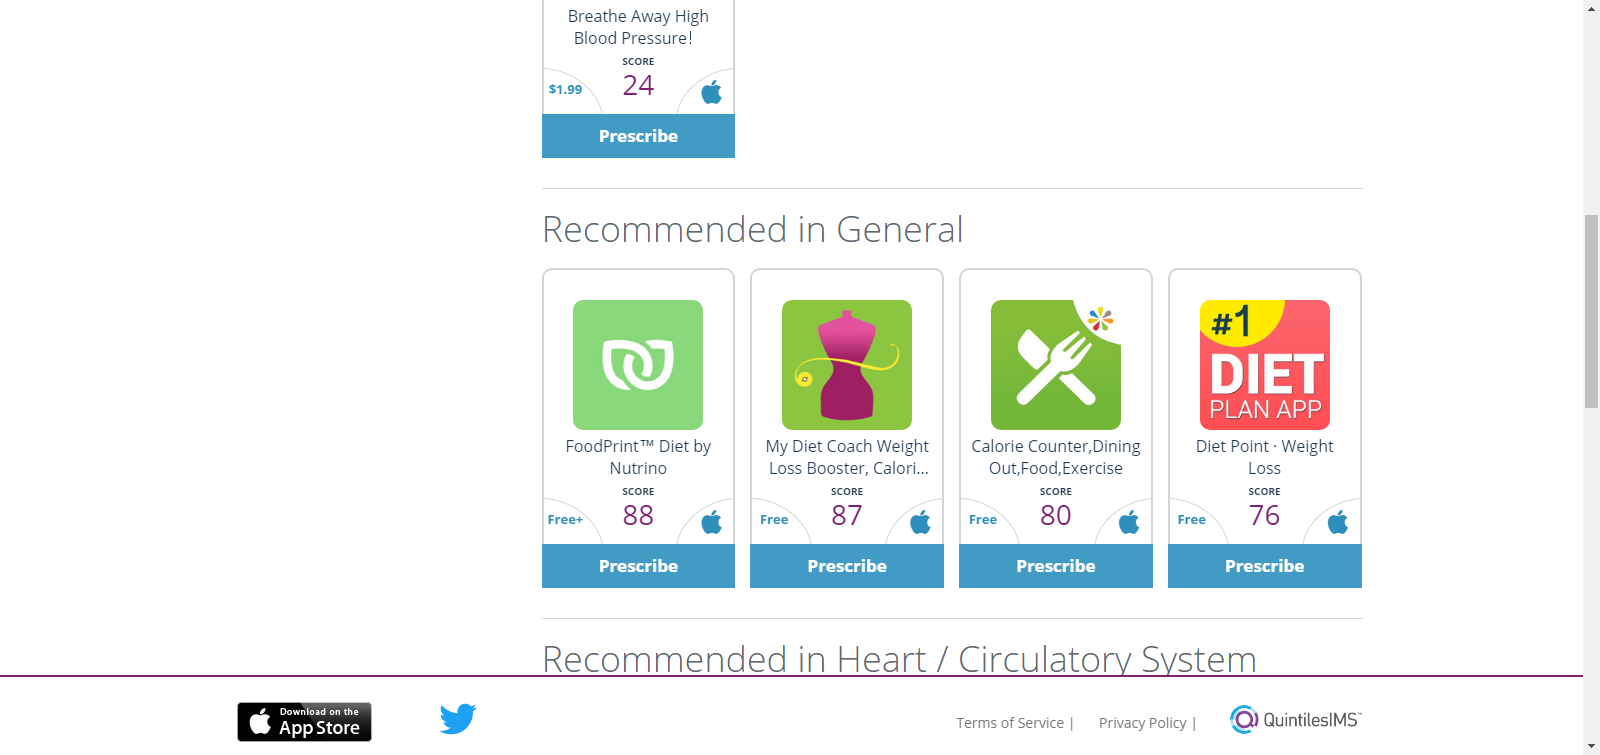 Breathe Away High
Blood Pressure!
SCORE
$1.99
24
Prescribe
Recommended in General
FoodPrint™ Diet by
Nutrino
SCORE
Free+
88
Prescribe
My Diet Coach Weight
Loss Booster, Calori...
SCORE
Free
87
Prescribe
Calorie Counter,Dining
Out,Food,Exercise
SCORE
Free
80
Prescribe
#1
DIET
PLAN APP
Diet Point · Weight
Loss
SCORE
Free
76
Prescribe
Recommended in Heart / Circulatory System
Download on the
App Store
Terms of Service |
Privacy Policy |
QuintilesIMS™